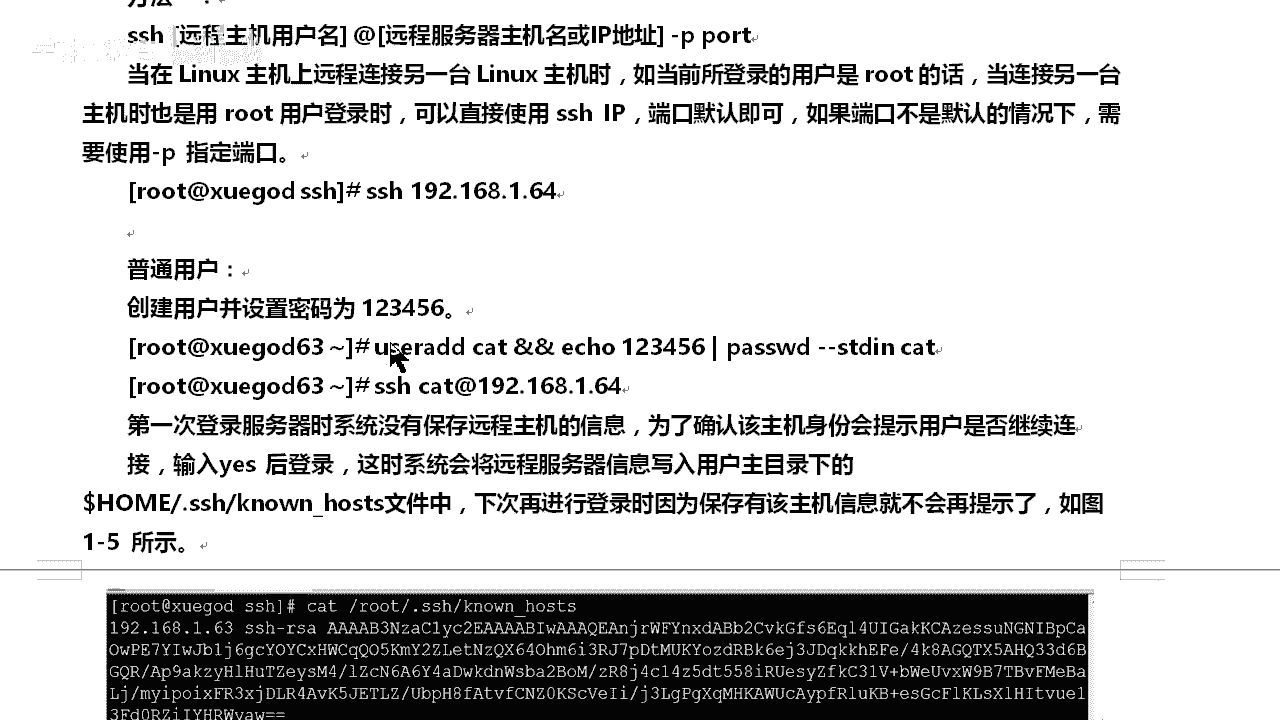 ssh [远程主机用户名] @[远程服务器主机名或IP地址] -p port
当在 Linux 主机上远程连接另一台 Linux 主机时，如当前所登录的用户是 root 的话，当连接另一台
主机时也是用 root 用户登录时，可以直接使用 ssh IP，端口默认即可，如果端口不是默认的情况下，需
要使用-p 指定端口。
[root@xuegod ssh]# ssh 192.168.1.64
普通用户：
创建用户并设置密码为 123456。
[root@xuegod63 ~]# useradd cat && echo 123456 | passwd --stdin cat
[root@xuegod63 ~]# ssh cat@192.168.1.64
第一次登录服务器时系统没有保存远程主机的信息，为了确认该主机身份会提示用户是否继续连
接，输入yes 后登录，这时系统会将远程服务器信息写入用户主目录下的
$HOME/.ssh/known_hosts文件中，下次再进行登录时因为保存有该主机信息就不会再提示了，如图
1-5 所示。
[root@xuegod ssh]# cat /root/.ssh/known_hosts
192.168.1.63 ssh-rsa AAAAB3NzaC1yc2EAAAABIwAAAQEAnjrWFYnxdABb2CvkGfs6Eql4UIGakKCAzessuNGNIBpCa
OwPE7YIwJb1j6gcYOYCxHWCqQO5KmY2ZLetNzQX64Ohm6i3RJ7pDtMUKYozdRBk6ej3JDqkkhEFe/4k8AGQTX5AHQ33d6B
GQR/Ap9akzyHlHuTZeysM4/lZcN6A6Y4aDwkdnWsba2BoM/zR8j4c14z5dt558iRUesyZfkC31V+bWeUvxW9B7TBvFMeBa
Lj/myipoixFR3xjDLR4AvK5JETLZ/UbpH8fAtvfCNZ0KScVeIi/j3LqPgXqMHKAWUcAypfRluKB+esGcFlKLsXlHItvue1
3Fd0RZiIYHRWyaw==